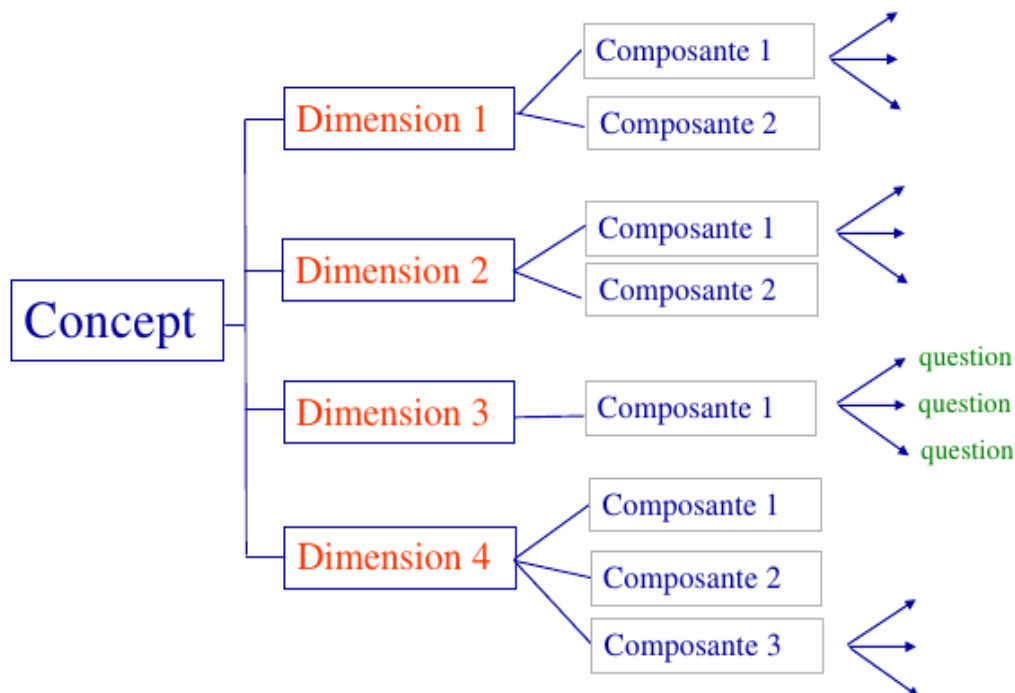 Concept
Dimension 1
Composante 1
Composante 2
Dimension 2
Composante 1
Composante 2
Dimension 3
Composante 1
question
question
question
Dimension 4
Composante 1
Composante 2
Composante 3